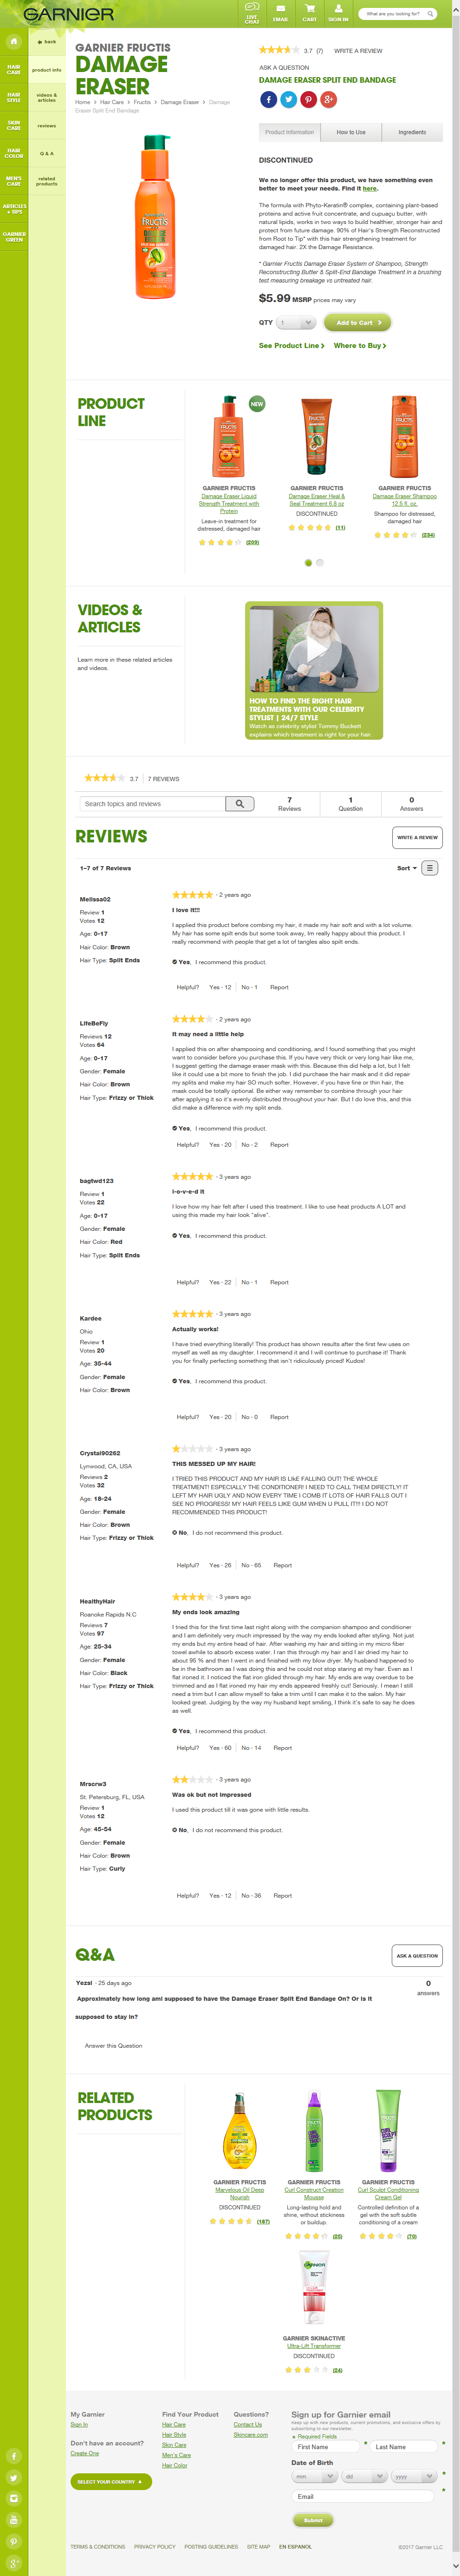 GARNIER
LIVE CHAT
EMAIL
CART
SIGN IN
What are you looking for?
HAIR CARE
HAIR STYLE
SKIN CARE
HAIR COLOR
MEN'S CARE
ARTICLES + TIPS
GARNIER GREEN
back
product info
videos & articles
reviews
Q & A
related products
GARNIER FRUCTIS
DAMAGE
ERASER
Home > Hair Care > Fructis > Damage Eraser > Damage
Eraser Split End Bandage
3.7 (7) WRITE A REVIEW
ASK A QUESTION
DAMAGE ERASER SPLIT END BANDAGE
Product Information
How to Use
Ingredients
DISCONTINUED
We no longer offer this product, we have something even
better to meet your needs. Find it here.
The formula with Phyto-Keratin® complex, containing plant-based
proteins and active fruit concentrate, and cupuaçu butter, with
natural lipids, works in two ways to build healthier, stronger hair and
protect from future damage. 90% of Hair's Strength Reconstructed
from Root to Tip* with this hair strengthening treatment for
damaged hair. 2X the Damage Resistance.
* Garnier Fructis Damage Eraser System of Shampoo, Strength
Reconstructing Butter & Split-End Bandage Treatment in a brushing
test measuring breakage vs untreated hair.
$5.99 MSRP prices may vary
QTY 1 Add to Cart >
See Product Line > Where to Buy >
PRODUCT
LINE
NEW
GARNIER FRUCTIS
Damage Eraser Liquid
Strength Treatment with
Protein
Leave-in treatment for
distressed, damaged hair
(209)
GARNIER FRUCTIS
Damage Eraser Heal &
Seal Treatment 6.8 oz
DISCONTINUED
(11)
GARNIER FRUCTIS
Damage Eraser Shampoo
12.5 fl. oz.
Shampoo for distressed,
damaged hair
(234)
VIDEOS &
ARTICLES
Learn more in these related articles
and videos.
HOW TO FIND THE RIGHT HAIR
TREATMENTS WITH OUR CELEBRITY
STYLIST | 24/7 STYLE
Watch as celebrity stylist Tommy Buckett
explains which treatment is right for your hair.
3.7 7 REVIEWS
Search topics and reviews
7 Reviews
1 Question
0 Answers
REVIEWS
WRITE A REVIEW
1–7 of 7 Reviews
Sort
Melissa02
Review 1
Votes 12
Age: 0-17
Hair Color: Brown
Hair Type: Split Ends
· 2 years ago
I love it!!!
I applied this product before combing my hair, it made my hair soft and with a lot of volume.
My hair has some split ends but some took away, Im really happy about this product. I
really recommend people that get a lot of tangles also split ends.
Yes, I recommend this product.
Helpful? Yes · 12 No · 1 Report
LifeBeFly
Reviews 12
Votes 64
Age: 0-17
Gender: Female
Hair Color: Brown
Hair Type: Frizzy or Thick
· 2 years ago
It may need a little help
I applied this on after shampooing and conditioning, and I found something that you might
want to consider before you purchase this. If you have very thick or very long hair like me,
I suggest getting the damage eraser mask with this. Because this did help a lot, but I felt
like it could use a bit more to finish the job. I did purchase the hair mask and it did repair
my splits and make my hair SO much softer. However, if you have fine or thin hair, the
mask could be totally optional. Be either way remember to combine through your hair
after applying it so it's evenly distributed throughout your hair. But I do love this, and this
did make a difference with my split ends.
Yes, I recommend this product.
Helpful? Yes · 20 No · 2 Report
bagtwd123
Review 1
Votes 22
Age: 0-17
Gender: Female
Hair Color: Red
Hair Type: Split Ends
· 3 years ago
l-o-v-e-d it
I love how my hair felt after I used this treatment. I like to use heat products A LOT and
using this made my hair look "alive".
Yes, I recommend this product.
Helpful? Yes · 22 No · 1 Report
Kardee
Ohio
Review 1
Votes 20
Age: 35-44
Gender: Female
Hair Color: Brown
· 3 years ago
Actually works!
I have tried everything literally! This product has shown results after the first few uses on
myself as well as my daughter. I recommend it and I will continue to purchase it! Thank
you for finally perfecting something that isn't ridiculously priced! Kudos!
Yes, I recommend this product.
Helpful? Yes · 20 No · 0 Report
Crystal90262
Lynwood, CA, USA
Reviews 2
Votes 32
Age: 18-24
Gender: Female
Hair Color: Brown
Hair Type: Frizzy or Thick
· 3 years ago
THIS MESSED UP MY HAIR!
I TRIED THIS PRODUCT AND MY HAIR IS LIkE FALLING OUT! THE WHOLE
TREATMENT! ESPECIALLY THE CONDITIONER! I NEED TO CALL THEM DIRECTLY! IT
LEFT MY HAIR UGLY AND NOW EVERY TIME I COMB IT LOTS OF HAIR FALLS OUT I
SEE NO PROGRESS! MY HAIR FEELS LIKE GUM WHEN U PULL IT!!! I DO NOT
RECOMMENDED THIS PRODUCT!
No, I do not recommend this product.
Helpful? Yes · 26 No · 65 Report
HealthyHair
Roanoke Rapids N.C
Reviews 7
Votes 97
Age: 25-34
Gender: Female
Hair Color: Black
Hair Type: Frizzy or Thick
· 3 years ago
My ends look amazing
I tried this for the first time last night along with the companion shampoo and conditioner
and I am definitely very much impressed by the way ends looked after styling. Not just my
ends but my entire head of hair. After washing my hair and setting in my micro fiber
towel awhile to absorb excess water. I ran this through my hair and I air dried my hair to
about 95 % and then I went in and finished with my blow dryer. My husband happened to
be in the bathroom as I was doing this and he could not stop staring at my hair. Even as I
flat ironed it. I no glided right through my ends. My ends are way overdue to be
trimmed and as I flat ironed my hair my ends appeared freshly cut! Seriously. I mean I still
need a trim but I can allow myself to take a trim until I can make it to the salon. My hair
looked great. Judging by the way my husband kept smiling, I think it's safe to say he does
as well.
Yes, I recommend this product.
Helpful? Yes · 60 No · 14 Report
Mrscrw3
St. Petersburg, FL, USA
Review 1
Votes 12
Age: 45-54
Gender: Female
Hair Color: Brown
Hair Type: Curly
· 3 years ago
Was ok but not impressed
I used this product till it was gone with little results.
No, I do not recommend this product.
Helpful? Yes · 12 No · 36 Report
Q&A
ASK A QUESTION
Yezsi · 25 days ago
0 answers
Approximately how long amI supposed to have the Damage Eraser Split End Bandage On? Or is it
supposed to stay in?
Answer this Question
RELATED
PRODUCTS
GARNIER FRUCTIS
Marvelous Oil Deep
Nourish
DISCONTINUED
(187)
GARNIER FRUCTIS
Curl Construct Creation
Mousse
Long-lasting hold and
shine, without stickiness
or buildup.
(25)
GARNIER FRUCTIS
Curl Sculpt Conditioning
Cream Gel
Controlled definition of a
gel with the soft subtle
conditioning of a cream
(70)
GARNIER SKINACTIVE
Ultra-Lift Transformer
DISCONTINUED
(24)
My Garnier
Sign In
Don't have an account?
Create One
SELECT YOUR COUNTRY
Find Your Product
Hair Care
Hair Style
Skin Care
Men's Care
Hair Color
Questions?
Contact Us
Skincare.com
Sign up for Garnier email
Keep up with new products, current promotions, and exclusive offers by
subscribing to our newsletter.
* Required Fields
First Name * Last Name *
Date of Birth
mm dd yyyy *
Email *
Submit
TERMS & CONDITIONS PRIVACY POLICY POSTING GUIDELINES SITE MAP EN ESPANOL
©2017 Garnier LLC